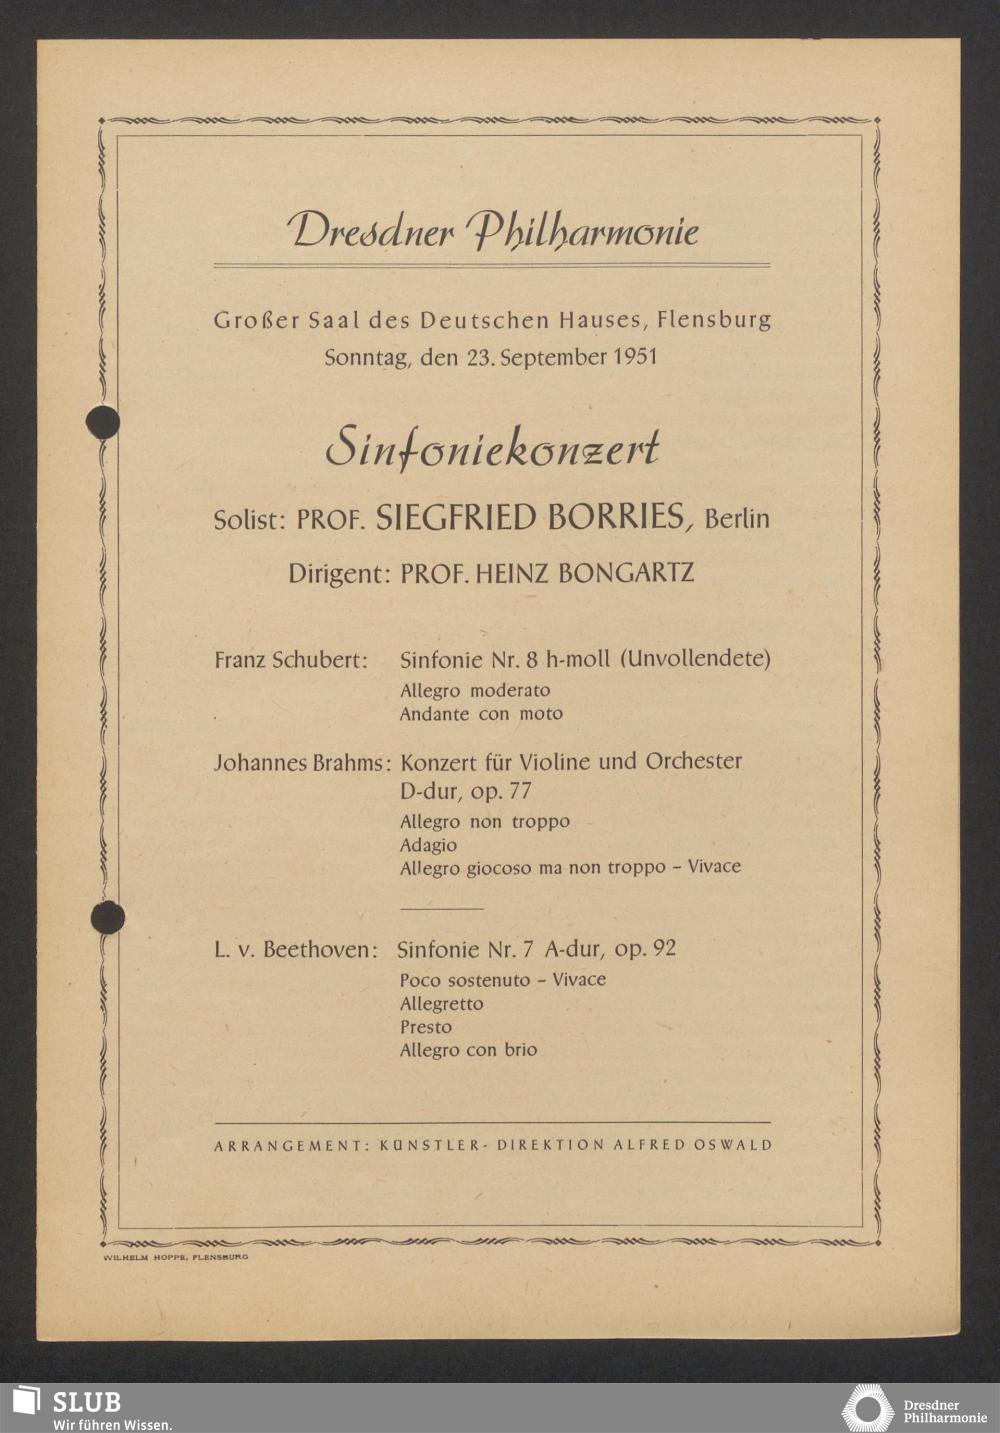 Dresdner Philharmonie
Großer Saal des Deutschen Hauses, Flensburg
Sonntag, den 23. September 1951
Sinfoniekonzert
Solist: PROF. SIEGFRIED BORRIES, Berlin
Dirigent: PROF. HEINZ BONGARTZ
Franz Schubert: Sinfonie Nr. 8 h-moll (Unvollendete)
Allegro moderato
Andante con moto
Johannes Brahms: Konzert für Violine und Orchester
D-dur, op. 77
Allegro non troppo
Adagio
Allegro giocoso ma non troppo – Vivace
L. v. Beethoven: Sinfonie Nr. 7 A-dur, op. 92
Poco sostenuto – Vivace
Allegretto
Presto
Allegro con brio
ARRANGEMENT: KÜNSTLER- DIREKTION ALFRED OSWALD
WILHELM HOPPE, FLENSBURG
SLUB
Wir führen Wissen.
Dresdner
Philharmonie